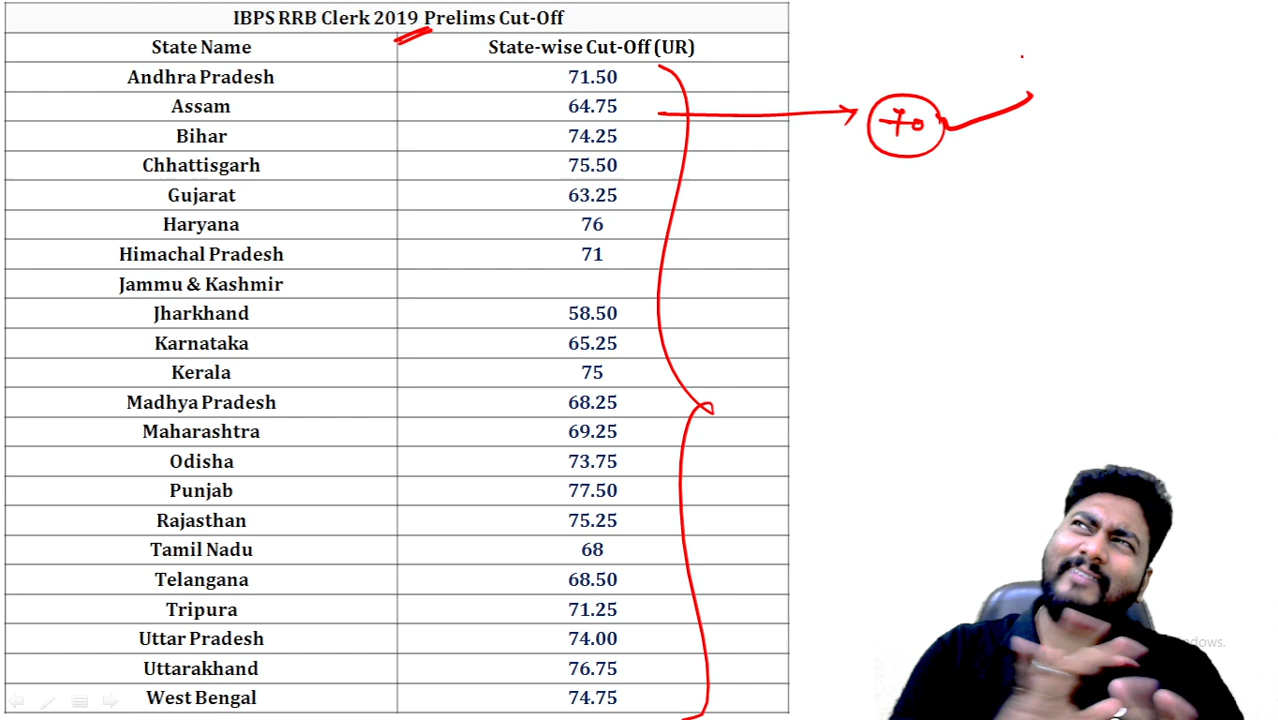 IBPS RRB Clerk 2019 Prelims Cut-Off
State Name State-wise Cut-Off (UR)
Andhra Pradesh 71.50
Assam 64.75
70
Bihar 74.25
Chhattisgarh 75.50
Gujarat 63.25
Haryana 76
Himachal Pradesh 71
Jammu & Kashmir
Jharkhand 58.50
Karnataka 65.25
Kerala 75
Madhya Pradesh 68.25
Maharashtra 69.25
Odisha 73.75
Punjab 77.50
Rajasthan 75.25
Tamil Nadu 68
Telangana 68.50
Tripura 71.25
Uttar Pradesh 74.00
Uttarakhand 76.75
West Bengal 74.75